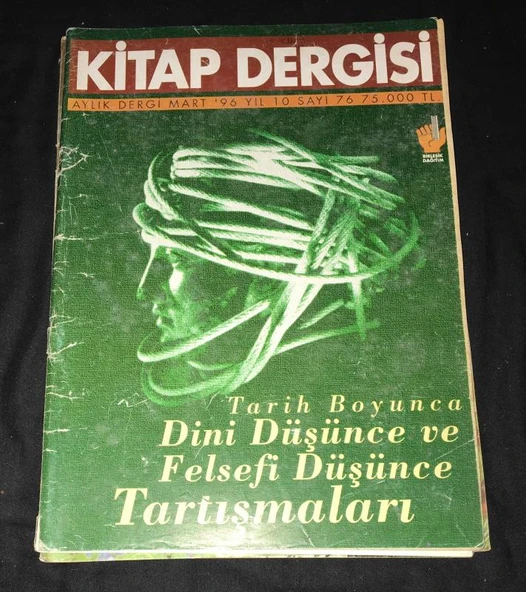 KİTAP DERGİSİ
AYLIK DERGİ MART '96 YIL 10 SAYI 76 75.000 TL.
BİRLEŞİK
DAĞITIM
Tarih Boyunca
Dini Düşünce ve
Felsefi Düşünce
Tartışmaları